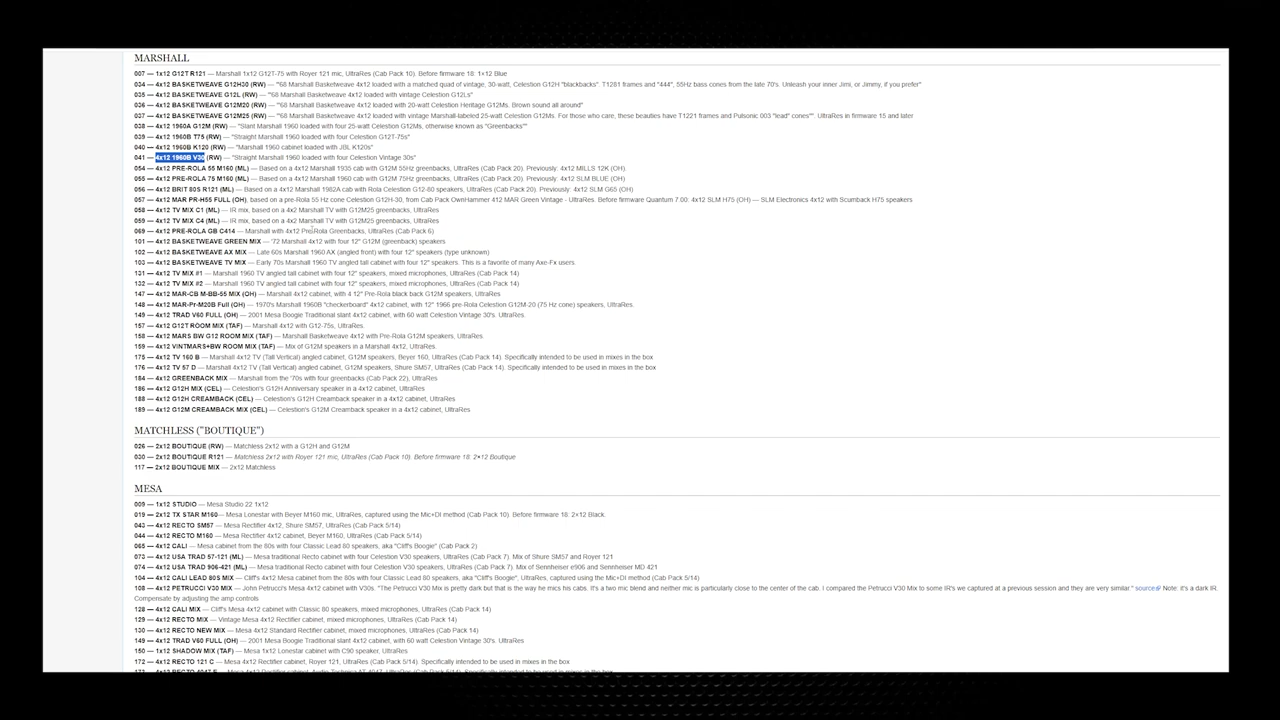 MARSHALL
007 — 1x12 G12T R121 — Marshall 1x12 G12T-75 with Royer 121 mic, UltraRes (Cab Pack 10). Before firmware 18: 1×12 Blue
034 — 4x12 BASKETWEAVE G12H30 (RW) — "'68 Marshall Basketweave 4x12 loaded with a matched quad of vintage, 30-watt, Celestion G12H "blackbacks": T1281 frames and "444", 55Hz bass cones from the late 70's. Unleash your inner Jimi, or Jimmy, if you prefer"
035 — 4x12 BASKETWEAVE G12L (RW) — "'68 Marshall Basketweave 4x12 loaded with vintage Celestion G12Ls"
036 — 4x12 BASKETWEAVE G12M20 (RW) — "'68 Marshall Basketweave 4x12 loaded with 20-watt Celestion Heritage G12Ms. Brown sound all around"
037 — 4x12 BASKETWEAVE G12M25 (RW) — "'68 Marshall Basketweave 4x12 loaded with vintage Marshall-labeled 25-watt Celestion G12Ms. For those who care, these beauties have T1221 frames and Pulsonic 003 "lead" cones"". UltraRes in firmware 15 and later
038 — 4x12 1960A G12M (RW) — "Slant Marshall 1960 loaded with four 25-watt Celestion G12Ms, otherwise known as "Greenbacks""
039 — 4x12 1960B T75 (RW) — "Straight Marshall 1960 loaded with four Celestion G12T-75s"
040 — 4x12 1960B K120 (RW) — "Marshall 1960 cabinet loaded with JBL K120s"
041 — 4x12 1960B V30 (RW) — "Straight Marshall 1960 loaded with four Celestion Vintage 30s"
054 — 4x12 PRE-ROLA 55 M160 (ML) — Based on a 4x12 Marshall 1935 cab with G12M 55Hz greenbacks, UltraRes (Cab Pack 20). Previously: 4x12 MILLS 12K (OH)
055 — 4x12 PRE-ROLA 75 M160 (ML) — Based on a 4x12 Marshall 1960 cab with G12M 75Hz greenbacks, UltraRes (Cab Pack 20). Previously: 4x12 SLM BLUE (OH)
056 — 4x12 BRIT 80S R121 (ML) — Based on a 4x12 Marshall 1982A cab with Rola Celestion G12-80 speakers, UltraRes (Cab Pack 20). Previously: 4x12 SLM G65 (OH)
057 — 4x12 MAR PR-H55 FULL (OH), based on a pre-Rola 55 Hz cone Celestion G12H-30, from Cab Pack OwnHammer 412 MAR Green Vintage - UltraRes. Before firmware Quantum 7.00: 4x12 SLM H75 (OH) — SLM Electronics 4x12 with Scumback H75 speakers
058 — 4x12 TV MIX C1 (ML) — IR mix, based on a 4x2 Marshall TV with G12M25 greenbacks, UltraRes
059 — 4x12 TV MIX C4 (ML) — IR mix, based on a 4x2 Marshall TV with G12M25 greenbacks, UltraRes
069 — 4x12 PRE-ROLA GB C414 — Marshall with 4x12 Pre-Rola Greenbacks, UltraRes (Cab Pack 6)
101 — 4x12 BASKETWEAVE GREEN MIX — '72 Marshall 4x12 with four 12" G12M (greenback) speakers
102 — 4x12 BASKETWEAVE AX MIX — Late 60s Marshall 1960 AX (angled front) with four 12" speakers (type unknown)
103 — 4x12 BASKETWEAVE TV MIX — Early 70s Marshall 1960 TV angled tall cabinet with four 12" speakers. This is a favorite of many Axe-Fx users.
131 — 4x12 TV MIX #1 — Marshall 1960 TV angled tall cabinet with four 12" speakers, mixed microphones, UltraRes (Cab Pack 14)
132 — 4x12 TV MIX #2 — Marshall 1960 TV angled tall cabinet with four 12" speakers, mixed microphones, UltraRes (Cab Pack 14)
147 — 4x12 MAR-CB M-BB-55 MIX (OH) — Marshall 4x12 cabinet, with 4 12" Pre-Rola black back G12M speakers, UltraRes
148 — 4x12 MAR-Pr-M20B Full (OH) — 1970's Marshall 1960B "checkerboard" 4x12 cabinet, with 12" 1966 pre-Rola Celestion G12M-20 (75 Hz cone) speakers, UltraRes.
149 — 4x12 TRAD V60 FULL (OH) — 2001 Mesa Boogie Traditional slant 4x12 cabinet, with 60 watt Celestion Vintage 30's. UltraRes
157 — 4x12 G12T ROOM MIX (TAF) — Marshall 4x12 with G12-75s, UltraRes.
158 — 4x12 MARS BW G12 ROOM MIX (TAF) — Marshall Basketweave 4x12 with Pre-Rola G12M speakers, UltraRes
159 — 4x12 VINTMARS+BW ROOM MIX (TAF) — Mix of G12M speakers in a Marshall 4x12, UltraRes.
175 — 4x12 TV 160 B — Marshall 4x12 TV (Tall Vertical) angled cabinet, G12M speakers, Beyer 160, UltraRes (Cab Pack 14). Specifically intended to be used in mixes in the box
176 — 4x12 TV 57 D — Marshall 4x12 TV (Tall Vertical) angled cabinet, G12M speakers, Shure SM57, UltraRes (Cab Pack 14). Specifically intended to be used in mixes in the box
184 — 4x12 GREENBACK MIX — Marshall from the '70s with four greenbacks (Cab Pack 22), UltraRes
186 — 4x12 G12H MIX (CEL) — Celestion's G12H Anniversary speaker in a 4x12 cabinet, UltraRes
188 — 4x12 G12H CREAMBACK (CEL) — Celestion's G12H Creamback speaker in a 4x12 cabinet, UltraRes
189 — 4x12 G12M CREAMBACK MIX (CEL) — Celestion's G12M Creamback speaker in a 4x12 cabinet, UltraRes
MATCHLESS ("BOUTIQUE")
026 — 2x12 BOUTIQUE (RW) — Matchless 2x12 with a G12H and G12M
030 — 2x12 BOUTIQUE R121 — Matchless 2x12 with Royer 121 mic, UltraRes (Cab Pack 10). Before firmware 18: 2×12 Boutique
117 — 2x12 BOUTIQUE MIX — 2x12 Matchless
MESA
009 — 1x12 STUDIO — Mesa Studio 22 1x12
019 — 2x12 TX STAR M160— Mesa Lonestar with Beyer M160 mic, UltraRes, captured using the Mic+DI method (Cab Pack 10). Before firmware 18: 2×12 Black
043 — 4x12 RECTO SM57 — Mesa Rectifier 4x12, Shure SM57, UltraRes (Cab Pack 5/14)
044 — 4x12 RECTO M160 — Mesa Rectifier 4x12 cabinet, Beyer M160, UltraRes (Cab Pack 5/14)
065 — 4x12 CALI — Mesa cabinet from the 80s with four Classic Lead 80 speakers, aka "Cliff's Boogie" (Cab Pack 2)
073 — 4x12 USA TRAD 57-121 (ML) — Mesa traditional Recto cabinet with four Celestion V30 speakers, UltraRes (Cab Pack 7). Mix of Shure SM57 and Royer 121
074 — 4x12 USA TRAD 906-421 (ML) — Mesa traditional Recto cabinet with four Celestion V30 speakers, UltraRes (Cab Pack 7). Mix of Sennheiser e906 and Sennheiser MD 421
104 — 4x12 CALI LEAD 80S MIX — Cliff's Mesa cabinet from the 80s with four Classic Lead 80 speakers, aka "Cliff's Boogie", UltraRes, captured using the Mic+DI method (Cab Pack 5/14)
108 — 4x12 PETRUCCI V30 MIX — John Petrucci's Mesa 4x12 cabinet with V30s. "The Petrucci V30 Mix is pretty dark but that is the way he mics his cabs. It's a two mic blend and neither mic is particularly close to the center of the cab. I compared the Petrucci V30 Mix to some IR's we captured at a previous session and they are very similar." source Note: it's a dark IR.
Compensate by adjusting the amp controls
128 — 4x12 CALI MIX — Cliff's Mesa 4x12 cabinet with Classic 80 speakers, mixed microphones, UltraRes (Cab Pack 14)
129 — 4x12 RECTO MIX — Vintage Mesa 4x12 Rectifier cabinet, mixed microphones, UltraRes (Cab Pack 14)
130 — 4x12 RECTO NEW MIX — Mesa 4x12 Standard Rectifier cabinet, mixed microphones, UltraRes (Cab Pack 14)
149 — 4x12 TRAD V60 FULL (OH) — 2001 Mesa Boogie Traditional slant 4x12 cabinet, with 60 watt Celestion Vintage 30's. UltraRes
150 — 4x12 SHADOW MIX (TAF) — Mesa 1x12 Lonestar cabinet with C90 speaker, UltraRes
172 — 4x12 RECTO 121 C — Mesa 4x12 Rectifier cabinet, Royer 121, UltraRes (Cab Pack 5/14). Specifically intended to be used in mixes in the box